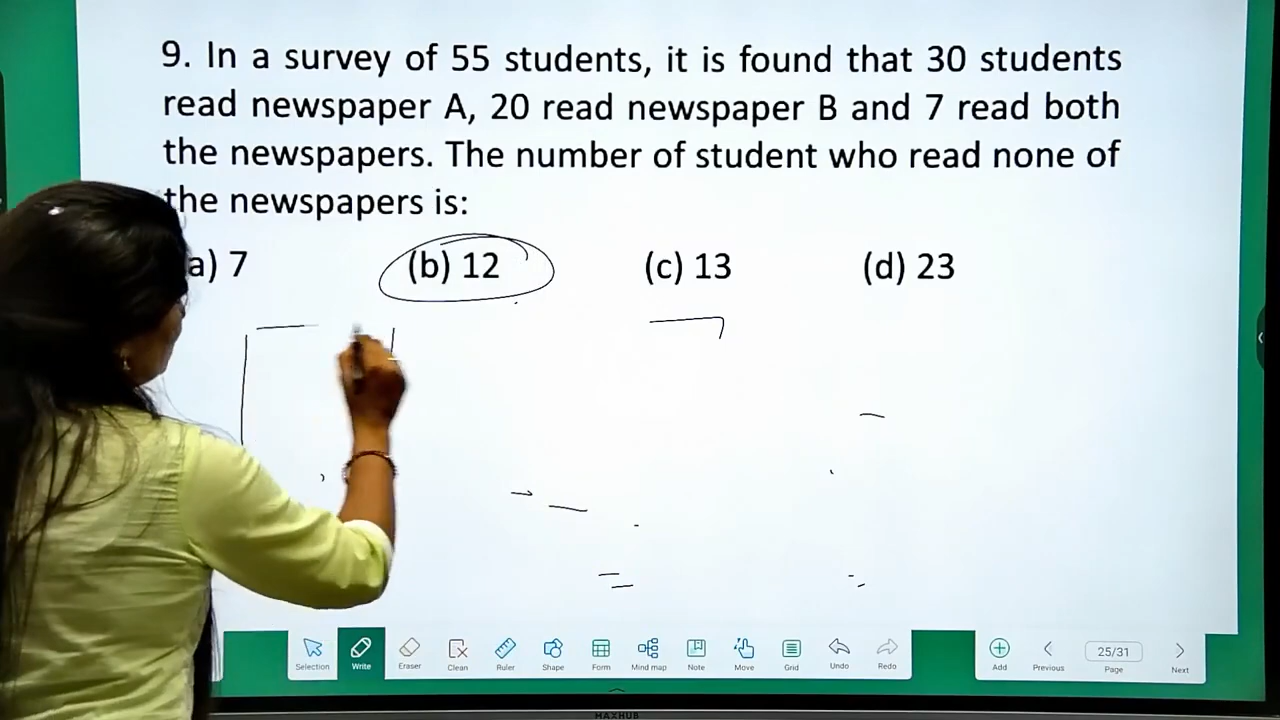 9. In a survey of 55 students, it is found that 30 students
read newspaper A, 20 read newspaper B and 7 read both
the newspapers. The number of student who read none of
the newspapers is:
a) 7 (b) 12 (c) 13 (d) 23
Selection Write Eraser Clean Ruler Shape Form Mind map Note Move Grid Undo Redo Add Previous 25/31 Next
Page
MAXHUB